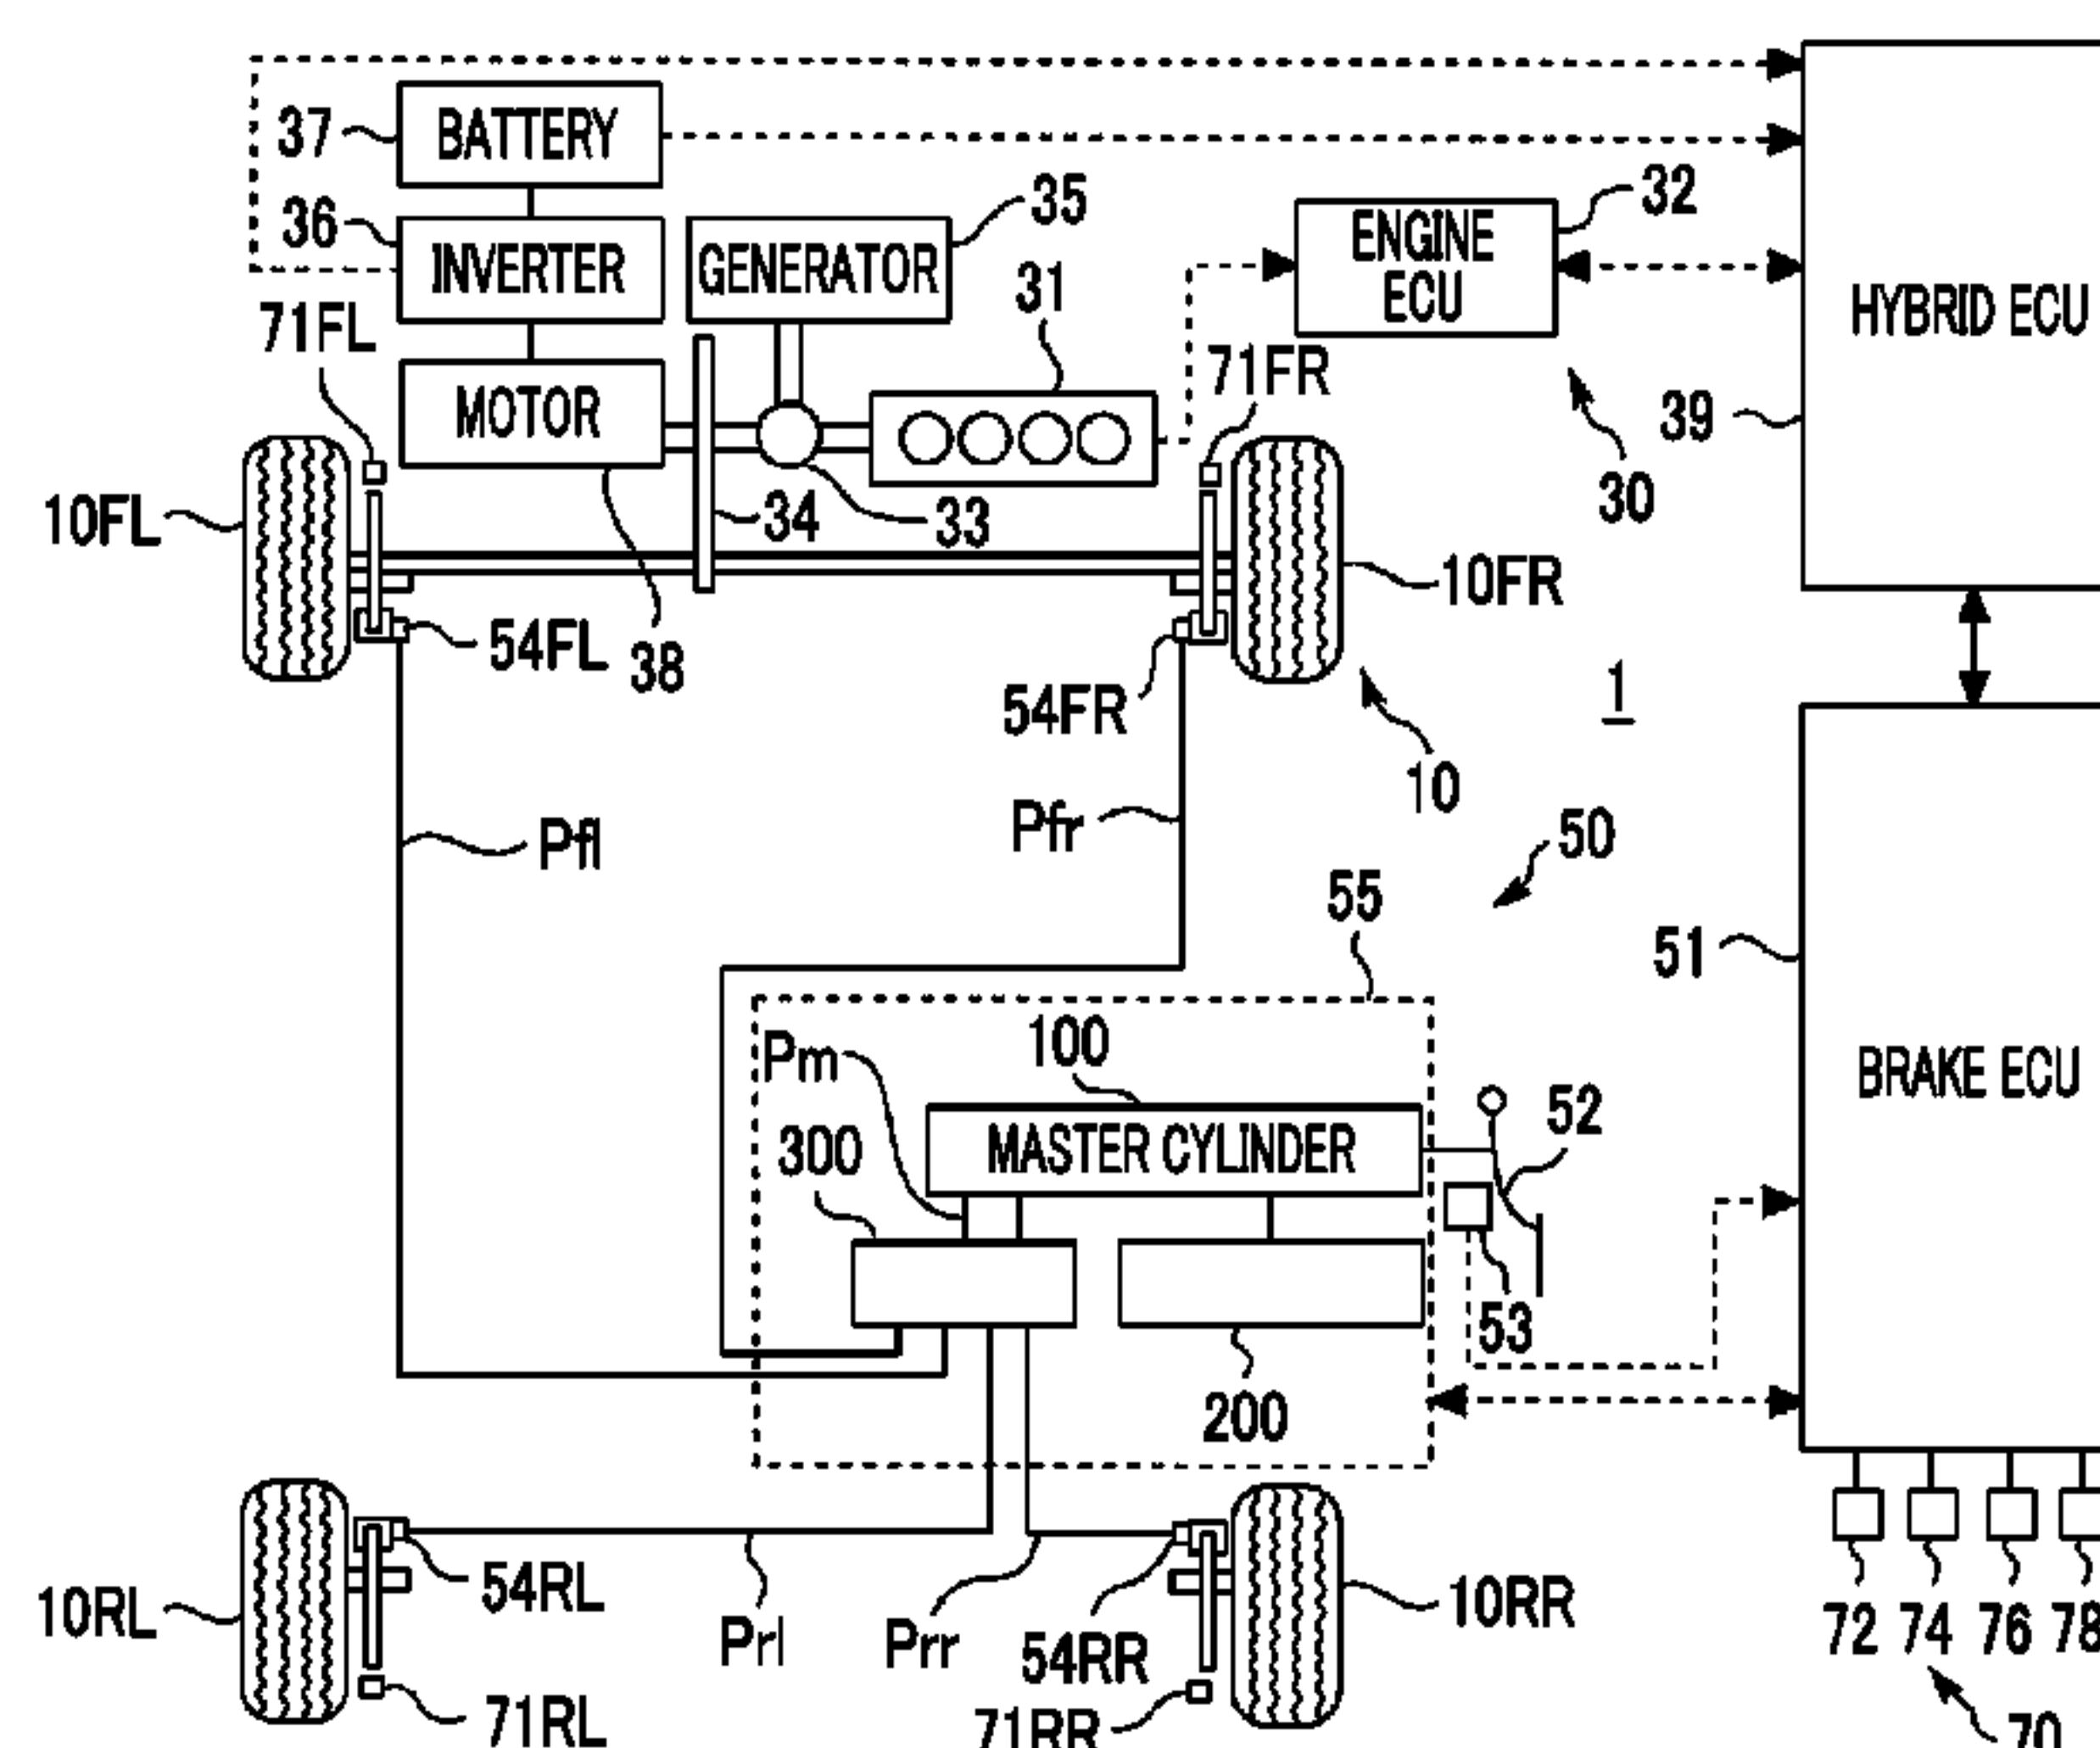 37
BATTERY
36
INVERTER
GENERATOR
35
ENGINE
ECU
32
HYBRID ECU
71FL
MOTOR
31
71FR
39
30
10FL
34
33
10FR
54FL
38
54FR
10
1
Pfl
Pfr
50
55
51
Pm
100
MASTER CYLINDER
300
52
BRAKE ECU
53
200
10RL
54RL
Prl
Prr
54RR
10RR
72
74
76
78
71RL
71RR
70